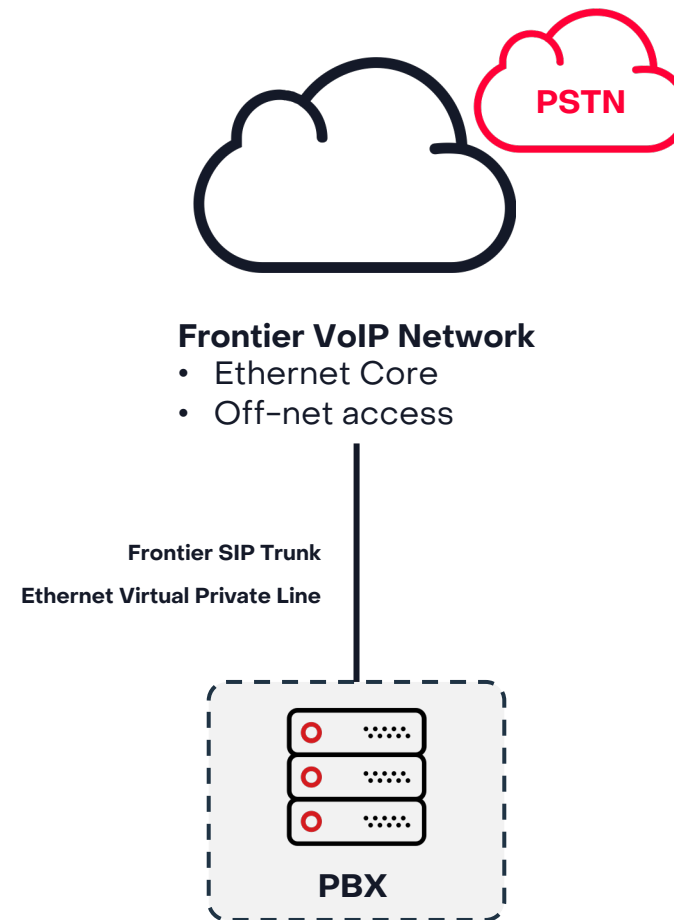 PSTN
Frontier VoIP Network
• Ethernet Core
• Off-net access
Frontier SIP Trunk
Ethernet Virtual Private Line
PBX